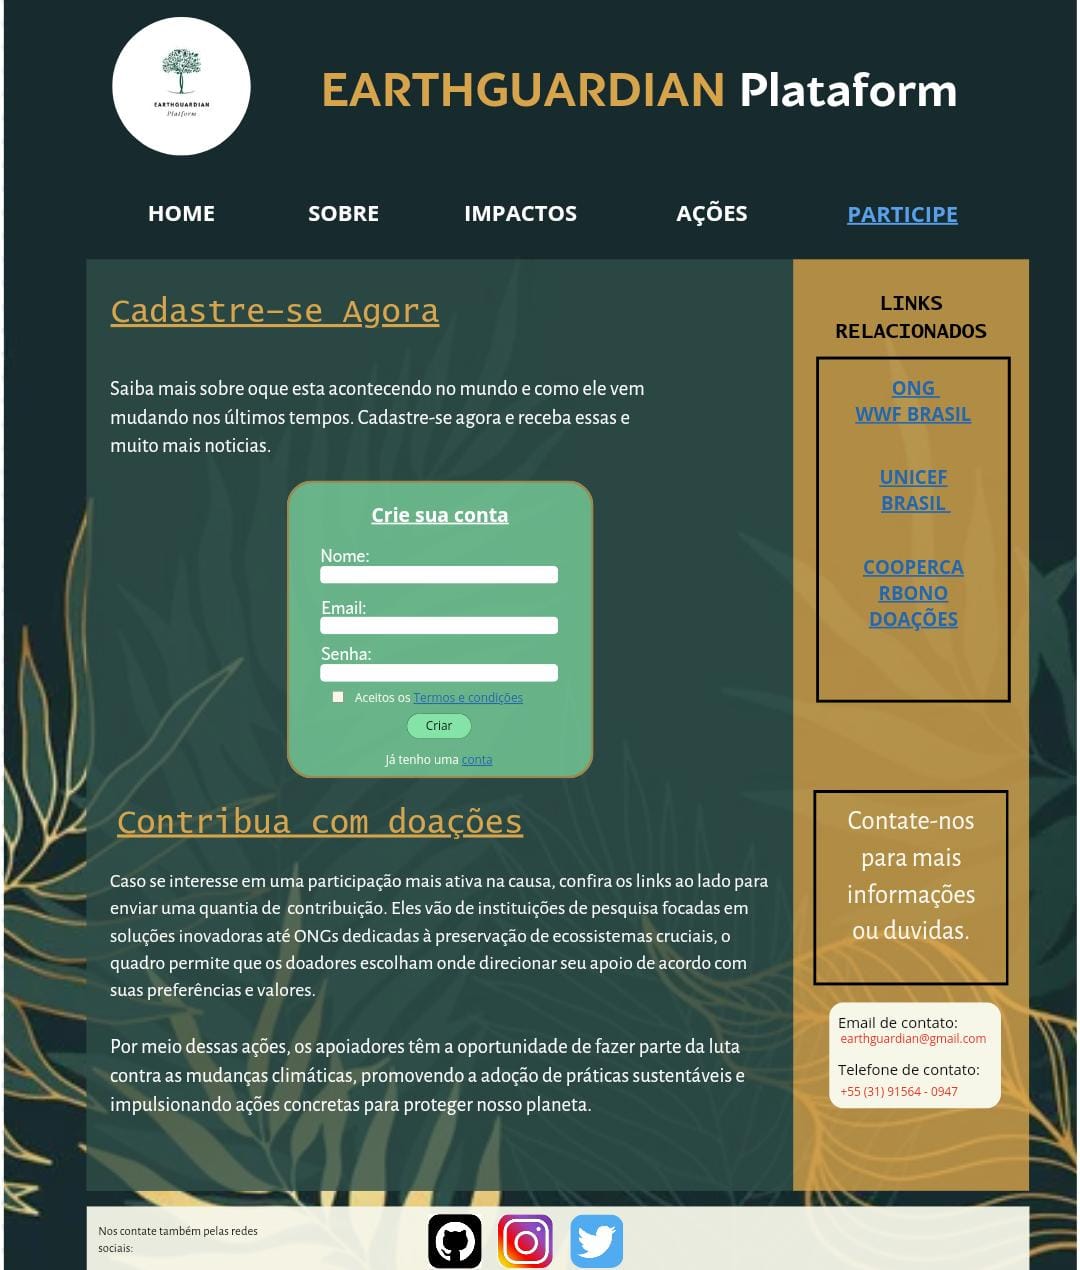 EARTHGUARDIAN
Platform
EARTHGUARDIAN Plataform
HOME SOBRE IMPACTOS AÇÕES PARTICIPE
Cadastre-se Agora
Saiba mais sobre oque esta acontecendo no mundo e como ele vem
mudando nos últimos tempos. Cadastre-se agora e receba essas e
muito mais noticias.
Crie sua conta
Nome:
Email:
Senha:
Aceitos os Termos e condições
Criar
Já tenho uma conta
Contribua com doações
Caso se interesse em uma participação mais ativa na causa, confira os links ao lado para
enviar uma quantia de contribuição. Eles vão de instituições de pesquisa focadas em
soluções inovadoras até ONGs dedicadas à preservação de ecossistemas cruciais, o
quadro permite que os doadores escolham onde direcionar seu apoio de acordo com
suas preferências e valores.
Por meio dessas ações, os apoiadores têm a oportunidade de fazer parte da luta
contra as mudanças climáticas, promovendo a adoção de práticas sustentáveis e
impulsionando ações concretas para proteger nosso planeta.
LINKS
RELACIONADOS
ONG
WWF BRASIL
UNICEF
BRASIL
COOPERCA
RBONO
DOAÇÕES
Contate-nos
para mais
informações
ou duvidas.
Email de contato:
earthguardian@gmail.com
Telefone de contato:
+55 (31) 91564 - 0947
Nos contate também pelas redes
sociais: